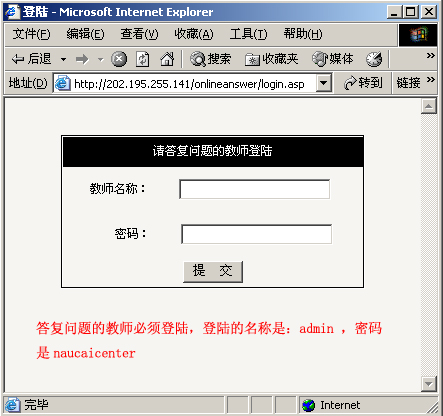 登陆 - Microsoft Internet Explorer
文件(F) 编辑(E) 查看(V) 收藏(A) 工具(T) 帮助(H)
后退 搜索 收藏夹 媒体 »
地址(D) http://202.195.255.141/onlineanswer/login.asp 转到 链接 »
请答复问题的教师登陆
教师名称：
密码：
提 交
答复问题的教师必须登陆，登陆的名称是：admin ，密码
是 naucaicenter
完毕 Internet